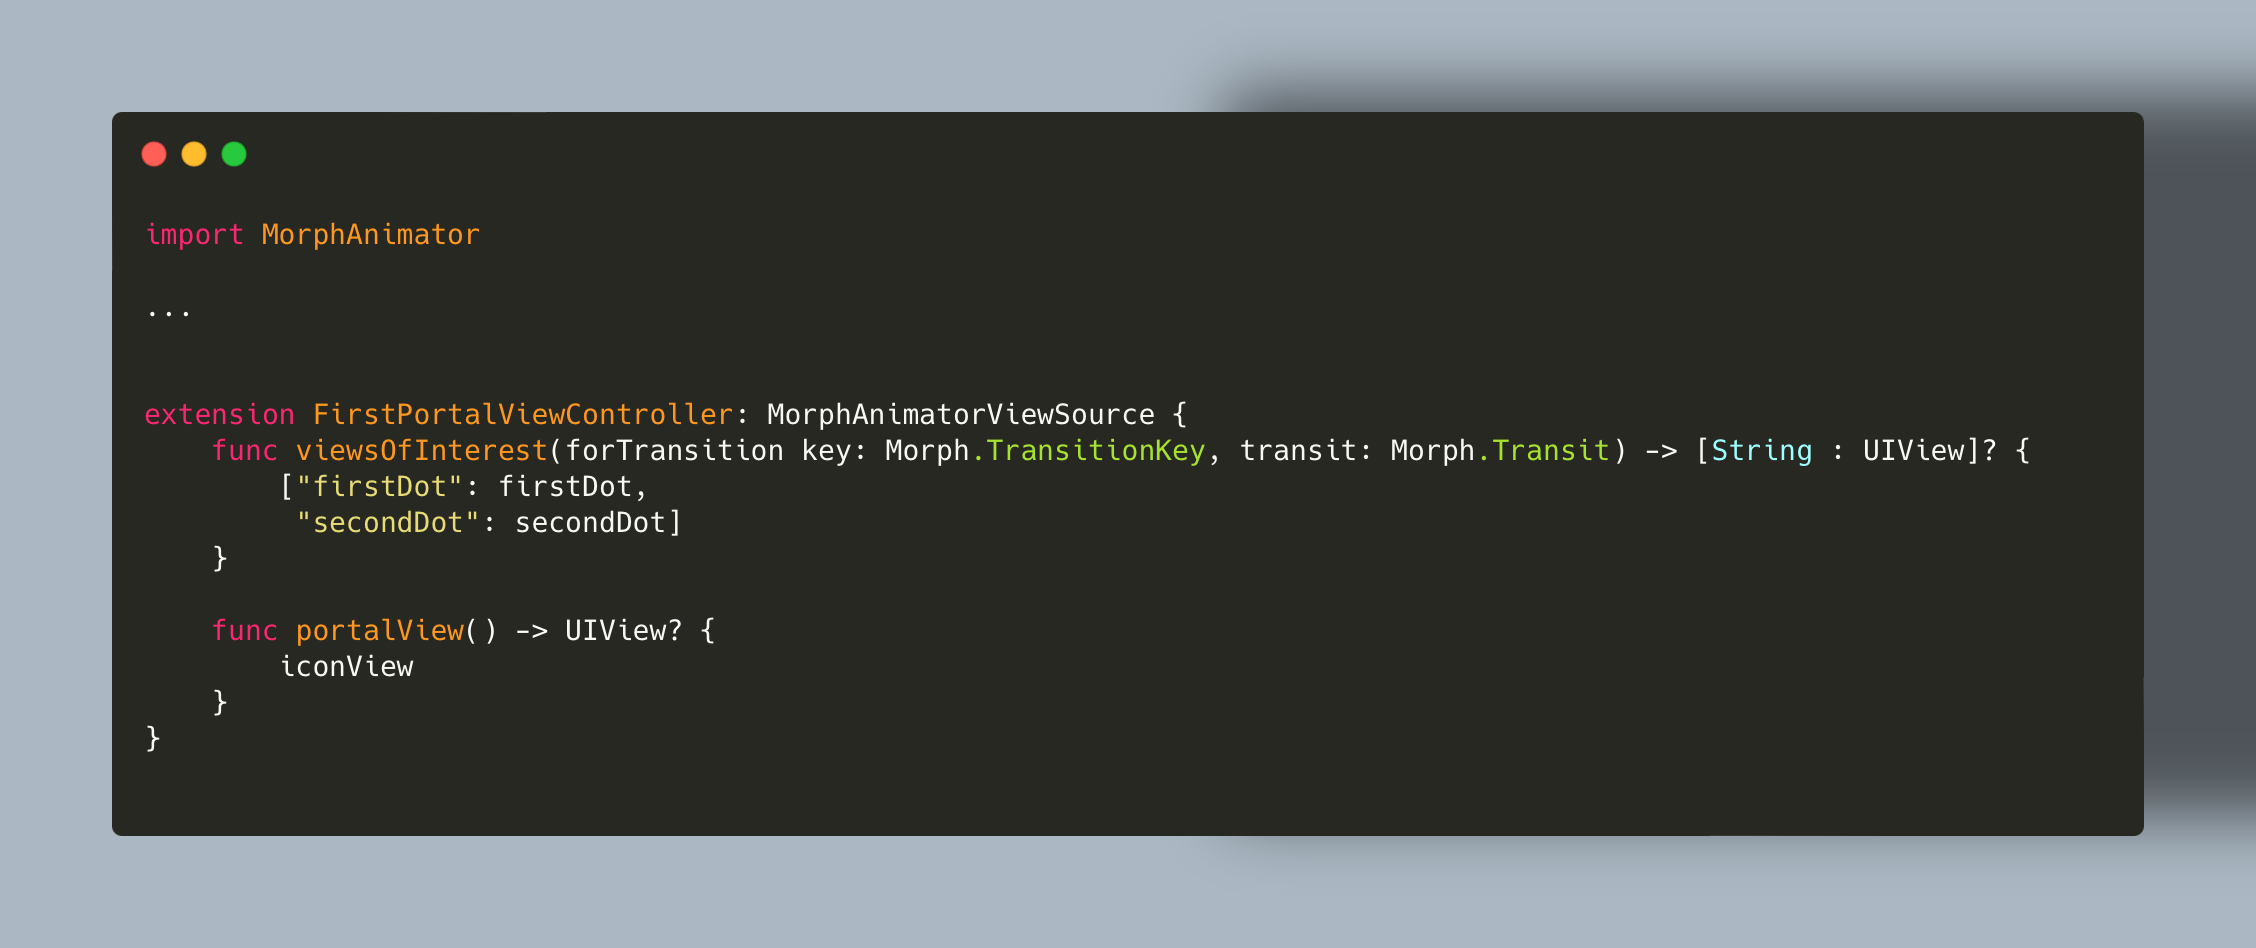 import MorphAnimator
...
extension FirstPortalViewController: MorphAnimatorViewSource {
    func viewsOfInterest(forTransition key: Morph.TransitionKey, transit: Morph.Transit) -> [String : UIView]? {
        ["firstDot": firstDot,
         "secondDot": secondDot]
    }
    func portalView() -> UIView? {
        iconView
    }
}